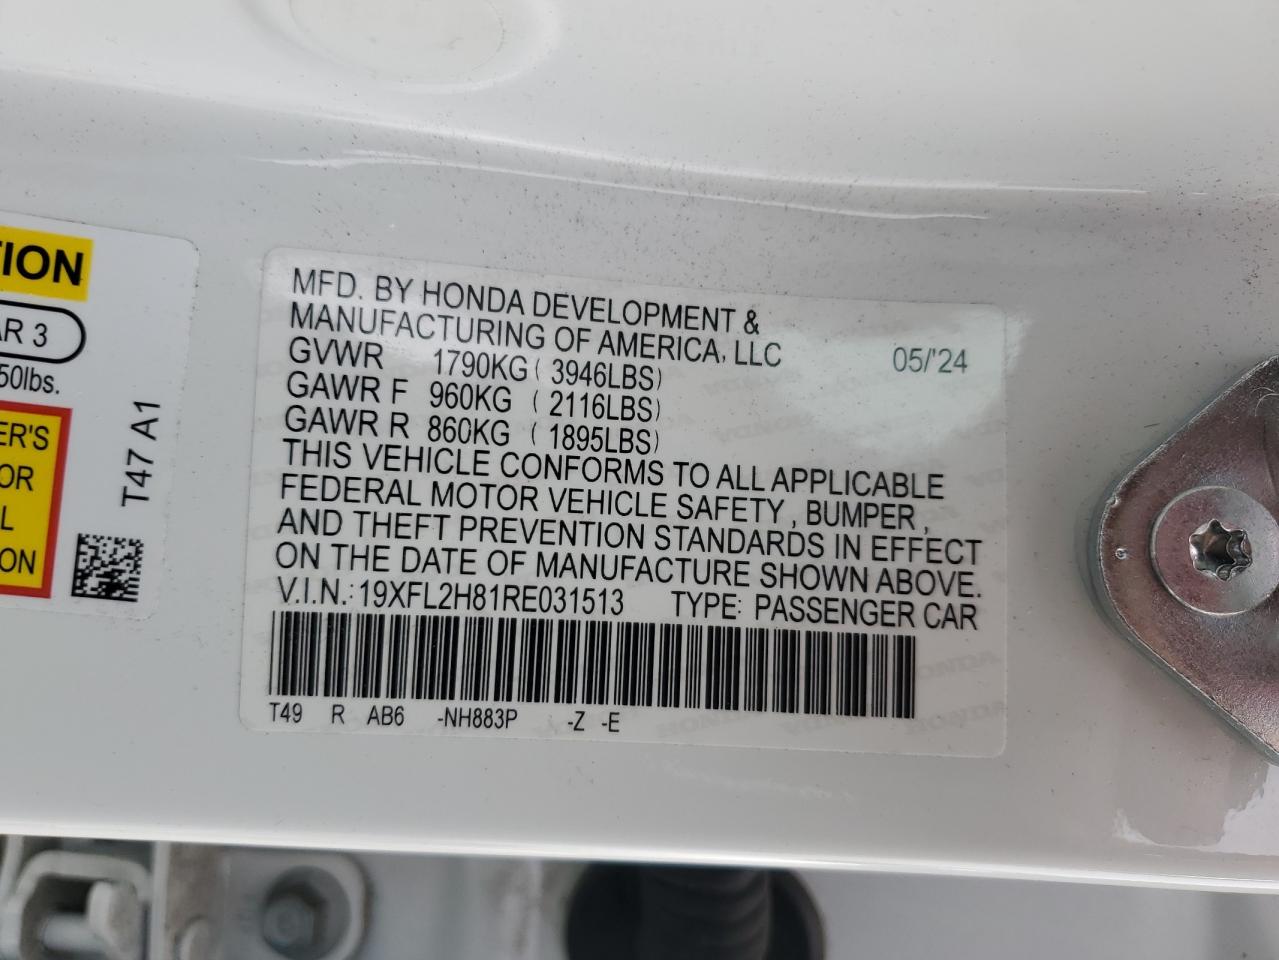 TION
AR 3
50lbs.
ER'S
OR
L
ON
T47 A1
MFD. BY HONDA DEVELOPMENT &
MANUFACTURING OF AMERICA, LLC 05/'24
GVWR 1790KG ( 3946LBS)
GAWR F 960KG ( 2116LBS)
GAWR R 860KG ( 1895LBS)
THIS VEHICLE CONFORMS TO ALL APPLICABLE
FEDERAL MOTOR VEHICLE SAFETY, BUMPER,
AND THEFT PREVENTION STANDARDS IN EFFECT
ON THE DATE OF MANUFACTURE SHOWN ABOVE.
V.I.N.: 19XFL2H81RE031513 TYPE: PASSENGER CAR
T49 R AB6 -NH883P -Z -E